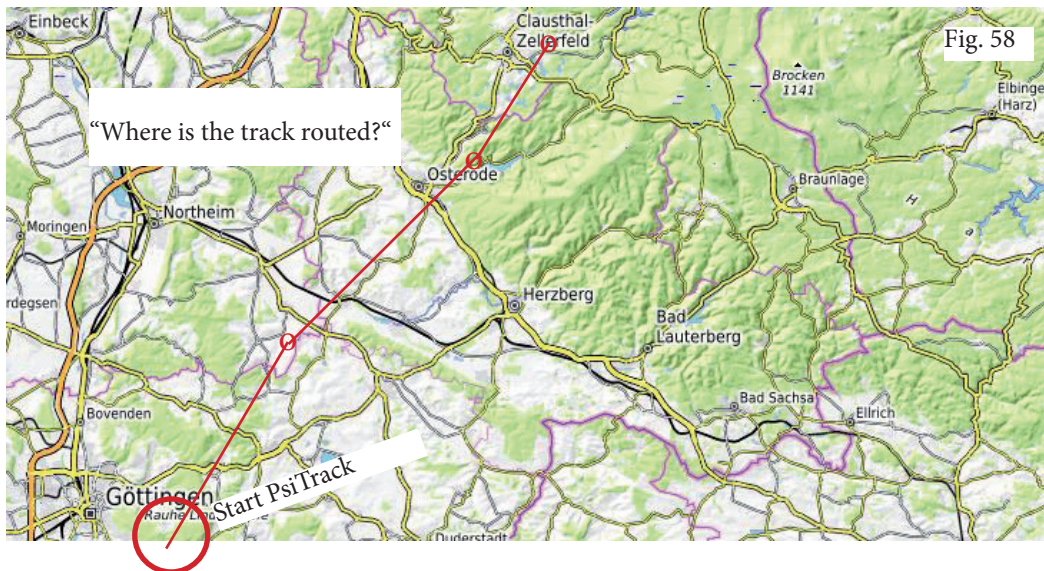 Einbeck
Clausthal-
Zellerfeld
Fig. 58
Brocken
1141
Elbinge
(Harz)
“Where is the track routed?“
Osterode
Braunlage
Northeim
H
Moringen
a
rdegsen
Herzberg
Bad
Lauterberg
Bad Sachsa
Ellrich
Bovenden
Start PsiTrack
Göttingen
Duderstadt